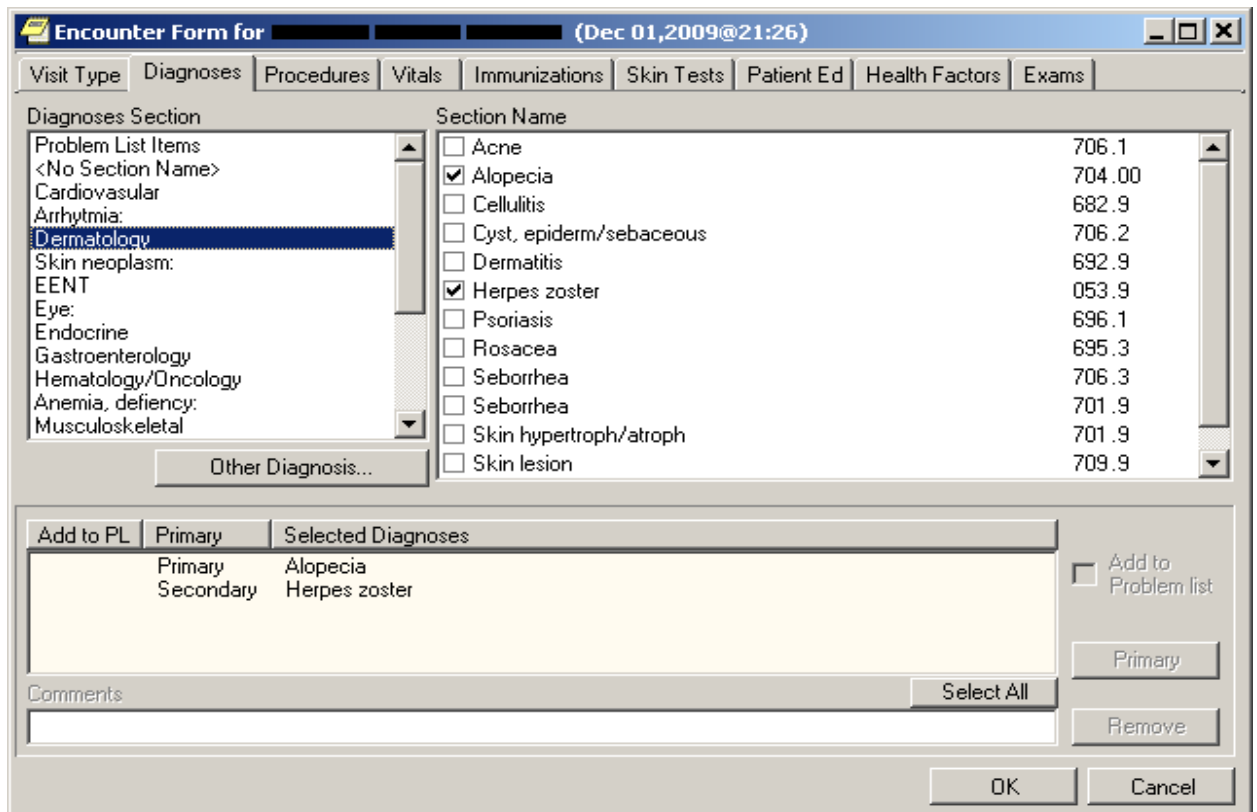 Encounter Form for (Dec 01,2009@21:26)
Visit Type Diagnoses Procedures Vitals Immunizations Skin Tests Patient Ed Health Factors Exams
Diagnoses Section
Problem List Items
<No Section Name>
Cardiovasular
Arrhytmia:
Dermatology
Skin neoplasm:
EENT
Eye:
Endocrine
Gastroenterology
Hematology/Oncology
Anemia, defiency:
Musculoskeletal
Other Diagnosis...
Section Name
Acne 706.1
Alopecia 704.00
Cellulitis 682.9
Cyst, epiderm/sebaceous 706.2
Dermatitis 692.9
Herpes zoster 053.9
Psoriasis 696.1
Rosacea 695.3
Seborrhea 706.3
Seborrhea 701.9
Skin hypertroph/atroph 701.9
Skin lesion 709.9
Add to PL Primary Selected Diagnoses
Primary Alopecia
Secondary Herpes zoster
Add to
Problem list
Primary
Comments Select All
Remove
OK Cancel